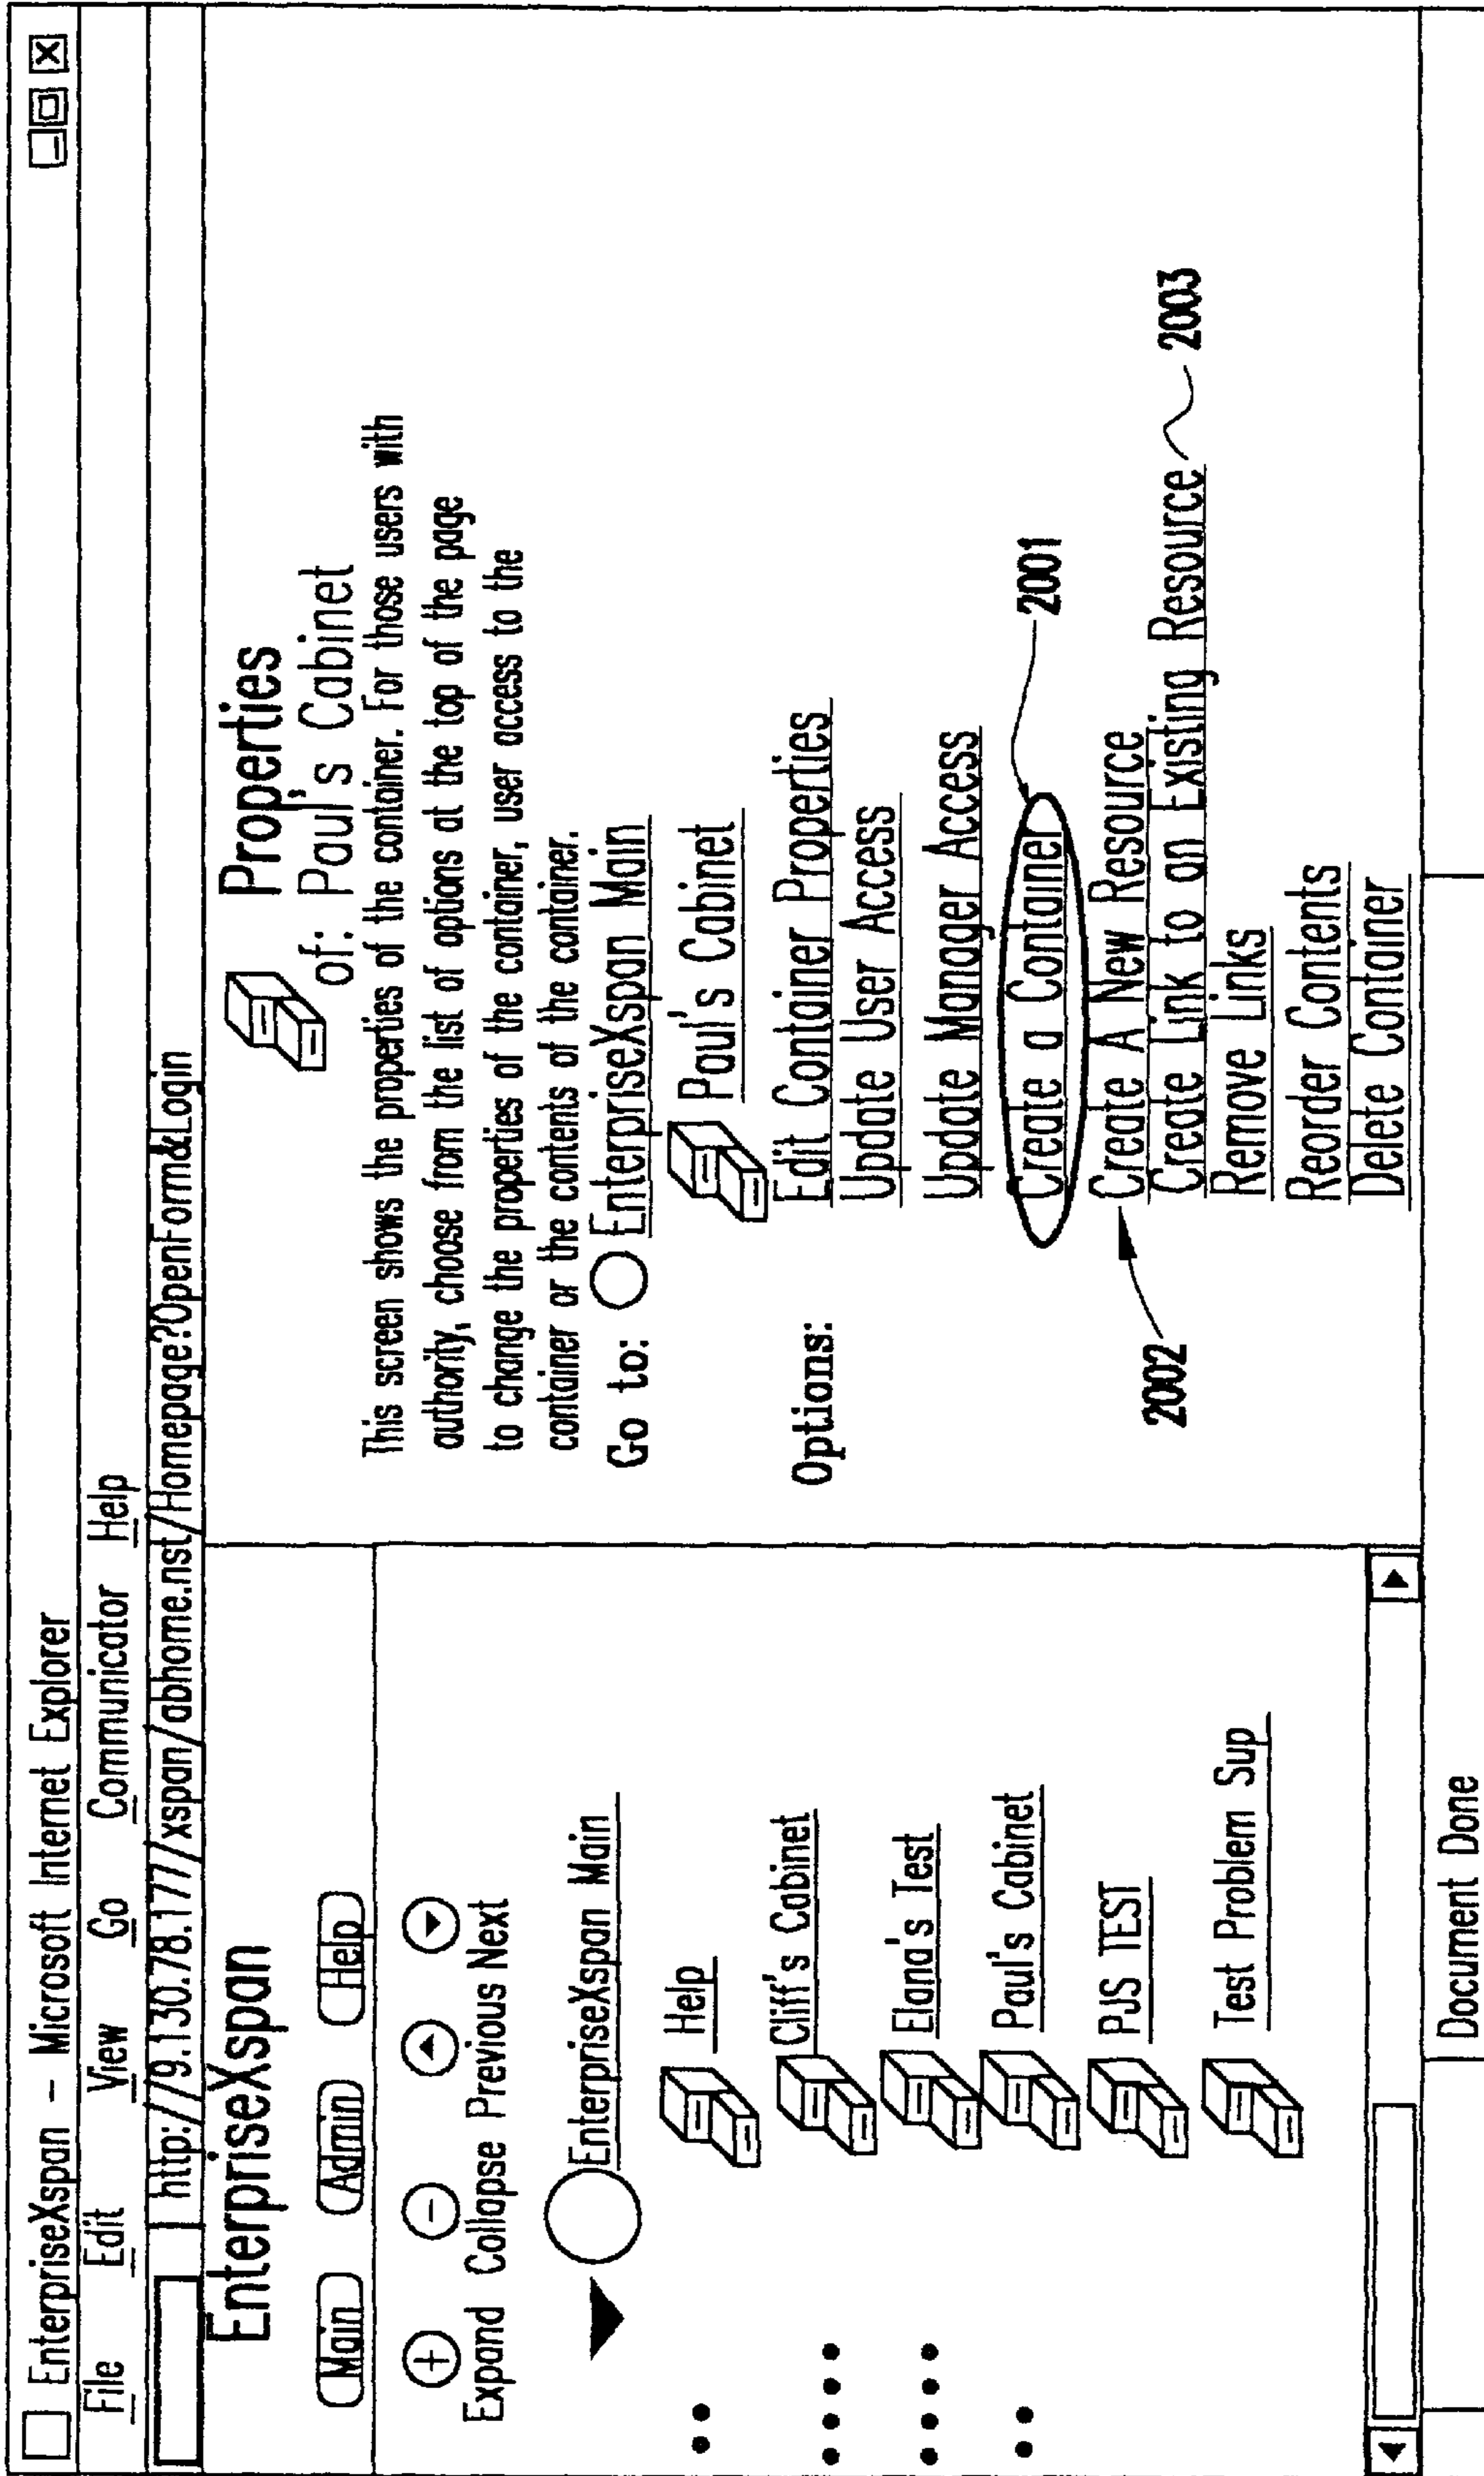 EnterpriseXspan – Microsoft Internet Explorer
File Edit View Go Communicator Help
http://9.130.78.177/xspan/abhome.nsf/Homepage?OpenForm&Login
EnterpriseXspan
Main Admin Help
Expand Collapse Previous Next
EnterpriseXspan Main
Help
Cliff's Cabinet
Elana's Test
Paul's Cabinet
PJS TEST
Test Problem Sup
Properties
of: Paul's Cabinet
This screen shows the properties of the container. For those users with
authority, choose from the list of options at the top of the page
to change the properties of the container, user access to the
container or the contents of the container.
Go to: EnterpriseXspan Main
Paul's Cabinet
Options:
Edit Container Properties
Update User Access
Update Manager Access
Create a Container
2001
Create A New Resource
2002
Create Link to an Existing Resource
2003
Remove Links
Reorder Contents
Delete Container
Document Done